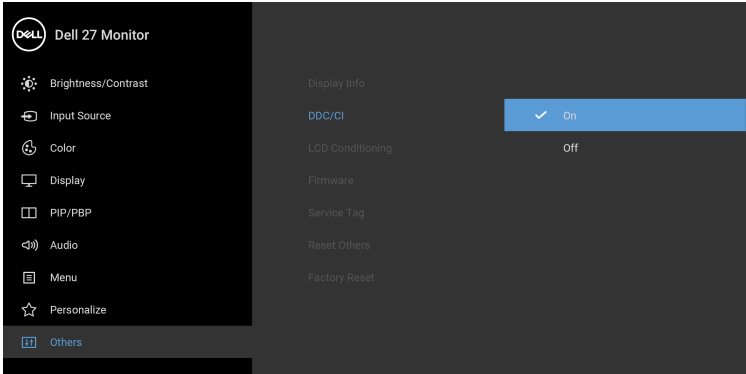 DELL
Dell 27 Monitor
Brightness/Contrast
Input Source
Color
Display
PIP/PBP
Audio
Menu
Personalize
Others
Display Info
DDC/CI
LCD Conditioning
Firmware
Service Tag
Reset Others
Factory Reset
On
Off